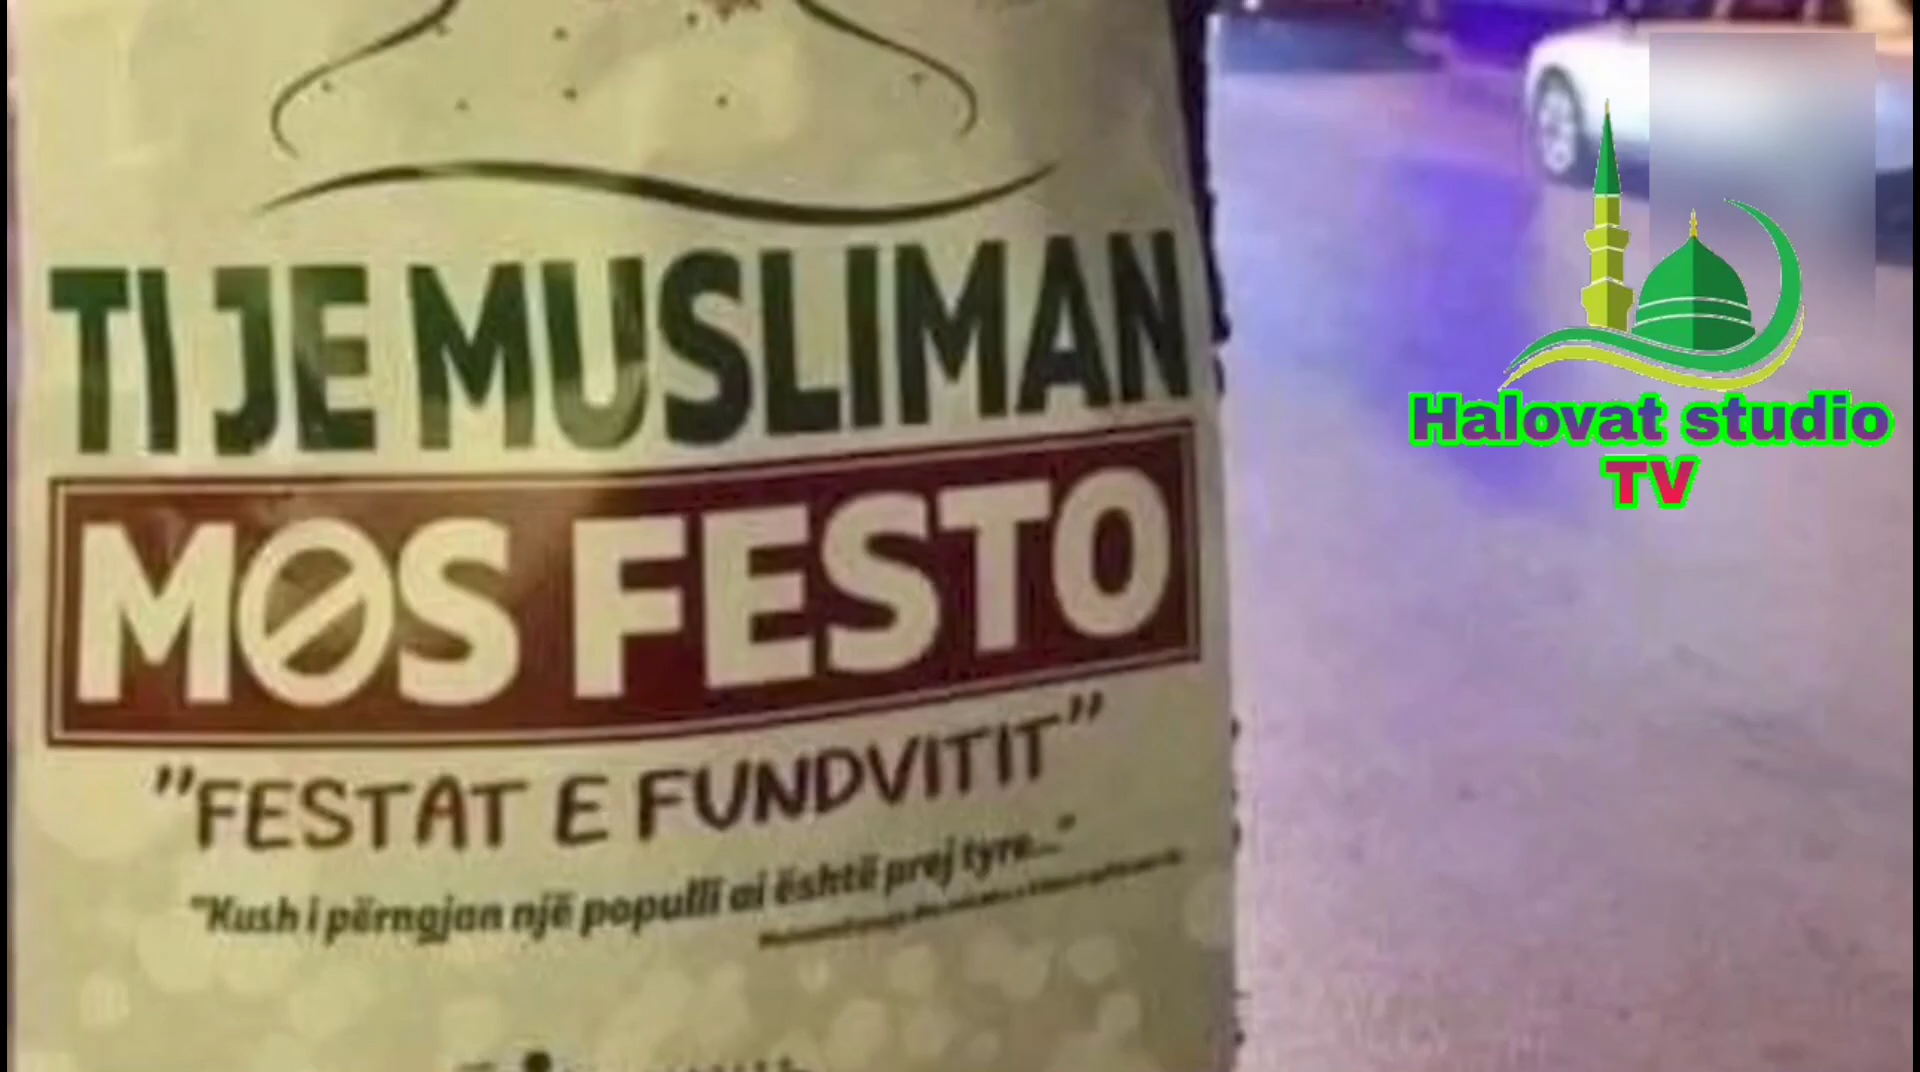 TI JE MUSLIMAN
MOS FESTO
"FESTAT E FUNDVITIT"
"Kush i përngjan një populli ai është prej tyre..."
Halovat studio
TV